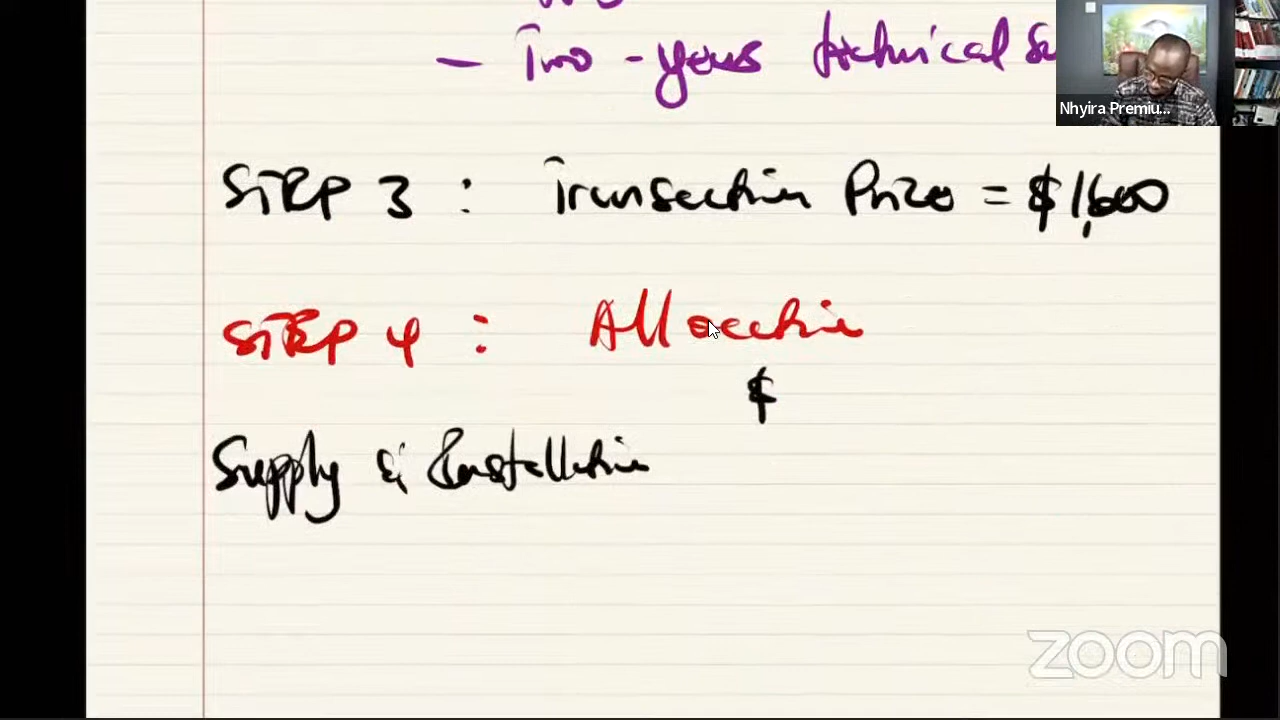 - Two - years technical
Nhyira Premiu...
STEP 3 : Transaction Price = $1,600
STEP 4 : Allocation
$
Supply & Installation
zoom